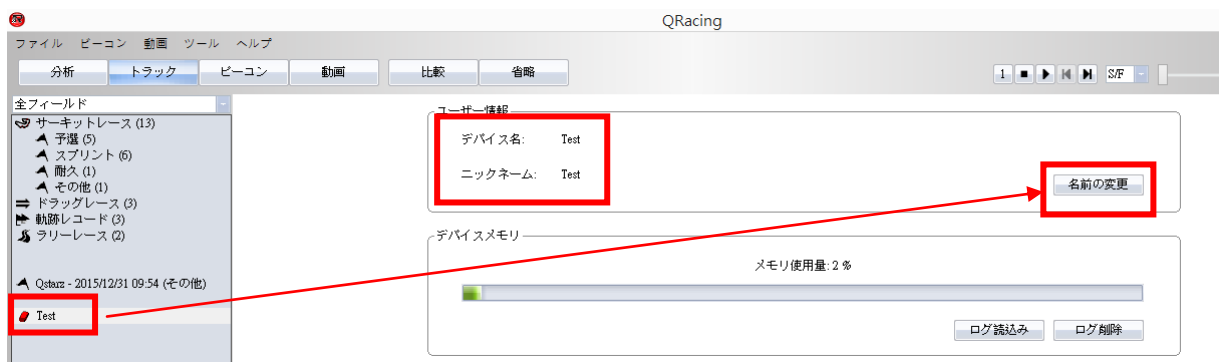 QRacing
ファイル ビーコン 動画 ツール ヘルプ
分析 トラック ビーコン 動画 比較 省略 1 S/F
全フィールド
サーキットレース (13)
予選 (5)
スプリント (6)
耐久 (1)
その他 (1)
ドラッグレース (3)
軌跡レコード (3)
ラリーレース (2)
Qstarz - 2015/12/31 09:54 (その他)
Test
ユーザー情報
デバイス名: Test
ニックネーム: Test
名前の変更
デバイスメモリ
メモリ使用量: 2 %
ログ読込み ログ削除